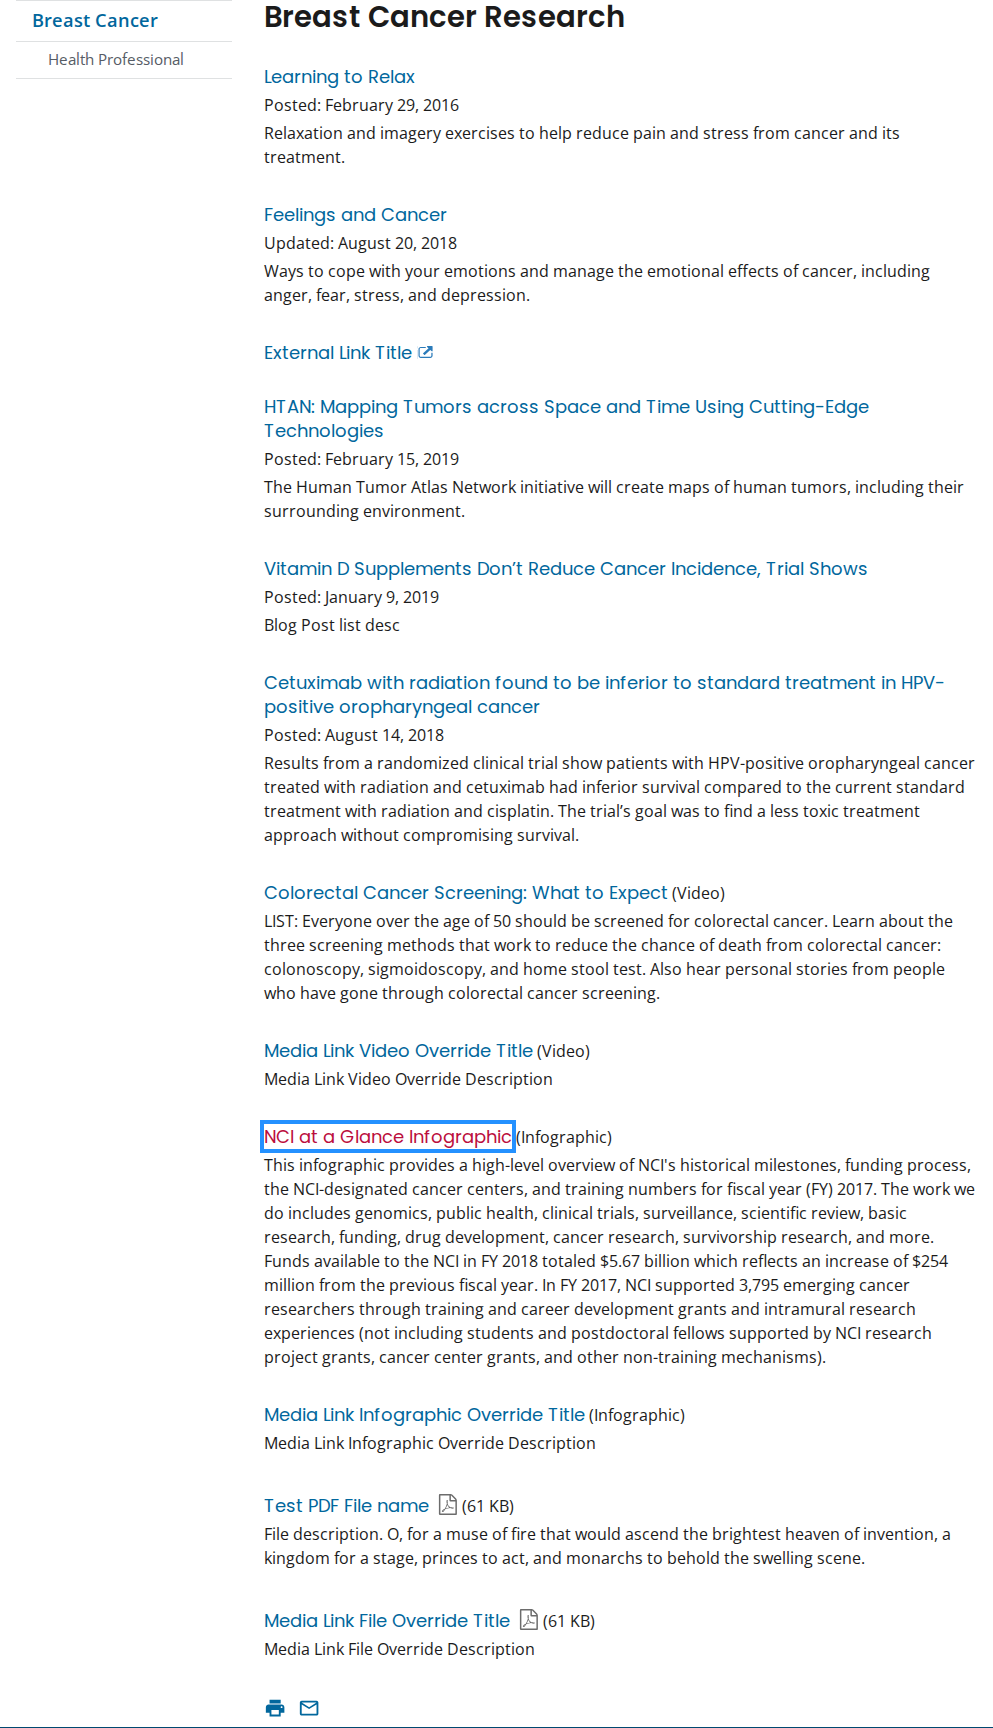 Breast Cancer
Health Professional
Breast Cancer Research
Learning to Relax
Posted: February 29, 2016
Relaxation and imagery exercises to help reduce pain and stress from cancer and its
treatment.
Feelings and Cancer
Updated: August 20, 2018
Ways to cope with your emotions and manage the emotional effects of cancer, including
anger, fear, stress, and depression.
External Link Title
HTAN: Mapping Tumors across Space and Time Using Cutting-Edge
Technologies
Posted: February 15, 2019
The Human Tumor Atlas Network initiative will create maps of human tumors, including their
surrounding environment.
Vitamin D Supplements Don’t Reduce Cancer Incidence, Trial Shows
Posted: January 9, 2019
Blog Post list desc
Cetuximab with radiation found to be inferior to standard treatment in HPV-
positive oropharyngeal cancer
Posted: August 14, 2018
Results from a randomized clinical trial show patients with HPV-positive oropharyngeal cancer
treated with radiation and cetuximab had inferior survival compared to the current standard
treatment with radiation and cisplatin. The trial’s goal was to find a less toxic treatment
approach without compromising survival.
Colorectal Cancer Screening: What to Expect (Video)
LIST: Everyone over the age of 50 should be screened for colorectal cancer. Learn about the
three screening methods that work to reduce the chance of death from colorectal cancer:
colonoscopy, sigmoidoscopy, and home stool test. Also hear personal stories from people
who have gone through colorectal cancer screening.
Media Link Video Override Title (Video)
Media Link Video Override Description
NCI at a Glance Infographic (Infographic)
This infographic provides a high-level overview of NCI's historical milestones, funding process,
the NCI-designated cancer centers, and training numbers for fiscal year (FY) 2017. The work we
do includes genomics, public health, clinical trials, surveillance, scientific review, basic
research, funding, drug development, cancer research, survivorship research, and more.
Funds available to the NCI in FY 2018 totaled $5.67 billion which reflects an increase of $254
million from the previous fiscal year. In FY 2017, NCI supported 3,795 emerging cancer
researchers through training and career development grants and intramural research
experiences (not including students and postdoctoral fellows supported by NCI research
project grants, cancer center grants, and other non-training mechanisms).
Media Link Infographic Override Title (Infographic)
Media Link Infographic Override Description
Test PDF File name (61 KB)
File description. O, for a muse of fire that would ascend the brightest heaven of invention, a
kingdom for a stage, princes to act, and monarchs to behold the swelling scene.
Media Link File Override Title (61 KB)
Media Link File Override Description